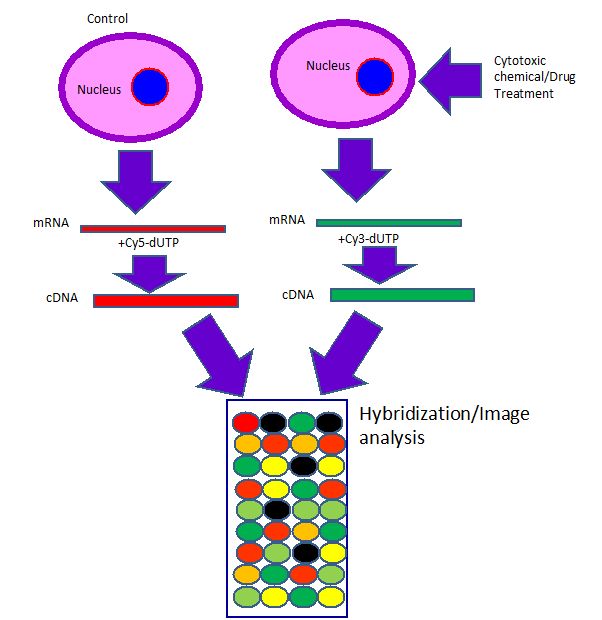 Control
Nucleus
Nucleus
Cytotoxic
chemical/Drug
Treatment
mRNA
+Cy5-dUTP
cDNA
mRNA
+Cy3-dUTP
cDNA
Hybridization/Image
analysis